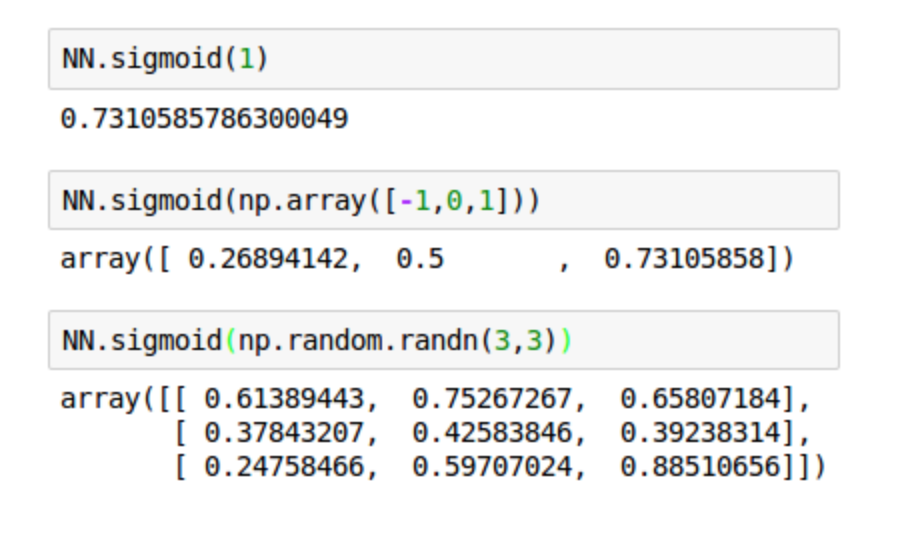 NN.sigmoid(1)
0.7310585786300049
NN.sigmoid(np.array([-1,0,1]))
array([ 0.26894142,  0.5       ,  0.73105858])
NN.sigmoid(np.random.randn(3,3))
array([[ 0.61389443,  0.75267267,  0.65807184],
       [ 0.37843207,  0.42583846,  0.39238314],
       [ 0.24758466,  0.59707024,  0.88510656]])